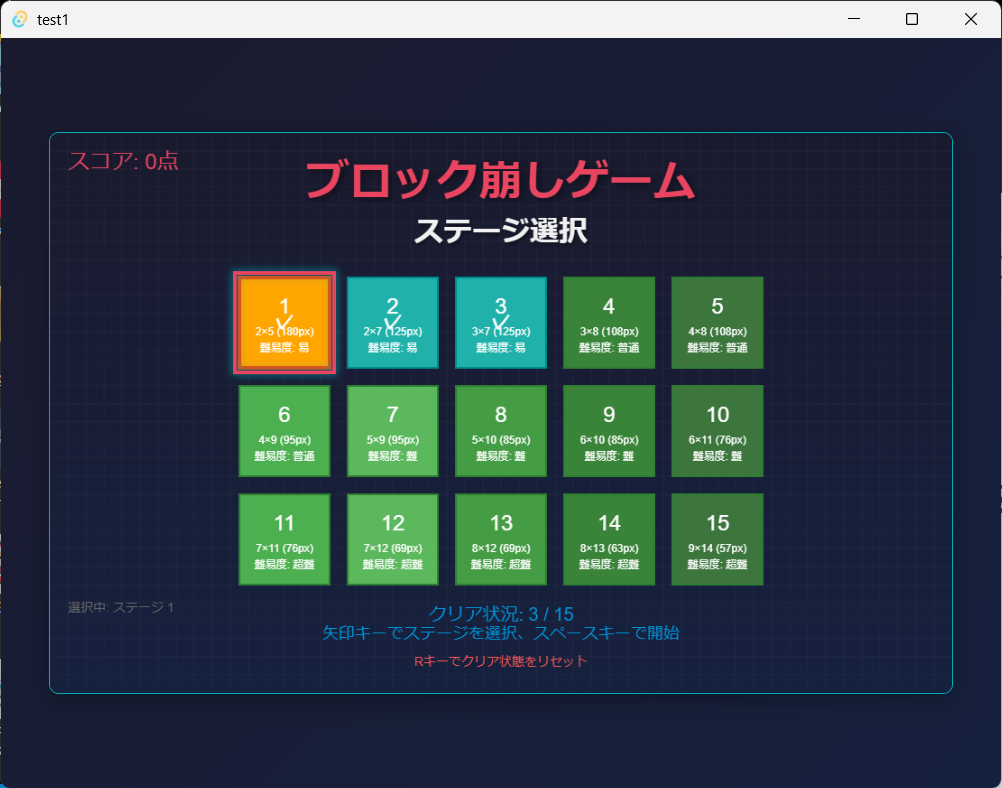 test1
スコア: 0点
ブロック崩しゲーム
ステージ選択
1
2×5 (180px)
難易度: 易
2
2×7 (125px)
難易度: 易
3
3×7 (125px)
難易度: 易
4
3×8 (108px)
難易度: 普通
5
4×8 (108px)
難易度: 普通
6
4×9 (95px)
難易度: 普通
7
5×9 (95px)
難易度: 難
8
5×10 (85px)
難易度: 難
9
6×10 (85px)
難易度: 難
10
6×11 (76px)
難易度: 難
11
7×11 (76px)
難易度: 超難
12
7×12 (69px)
難易度: 超難
13
8×12 (69px)
難易度: 超難
14
8×13 (63px)
難易度: 超難
15
9×14 (57px)
難易度: 超難
選択中: ステージ 1
クリア状況: 3 / 15
矢印キーでステージを選択、スペースキーで開始
Rキーでクリア状態をリセット